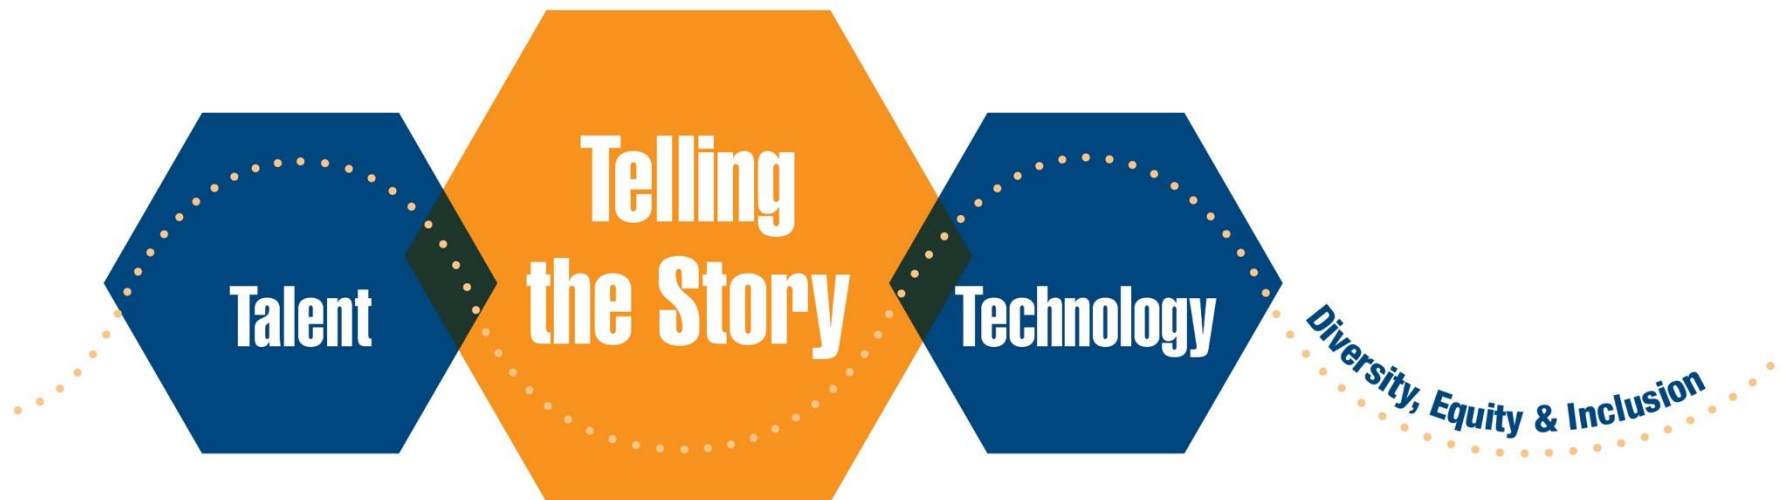 Talent
Telling
the Story
Technology
Diversity, Equity & Inclusion